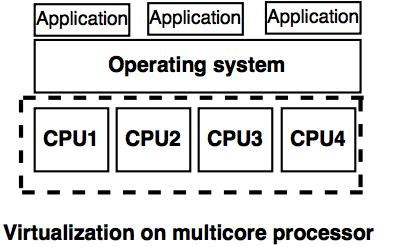 Application Application Application
Operating system
CPU1 CPU2 CPU3 CPU4
Virtualization on multicore processor